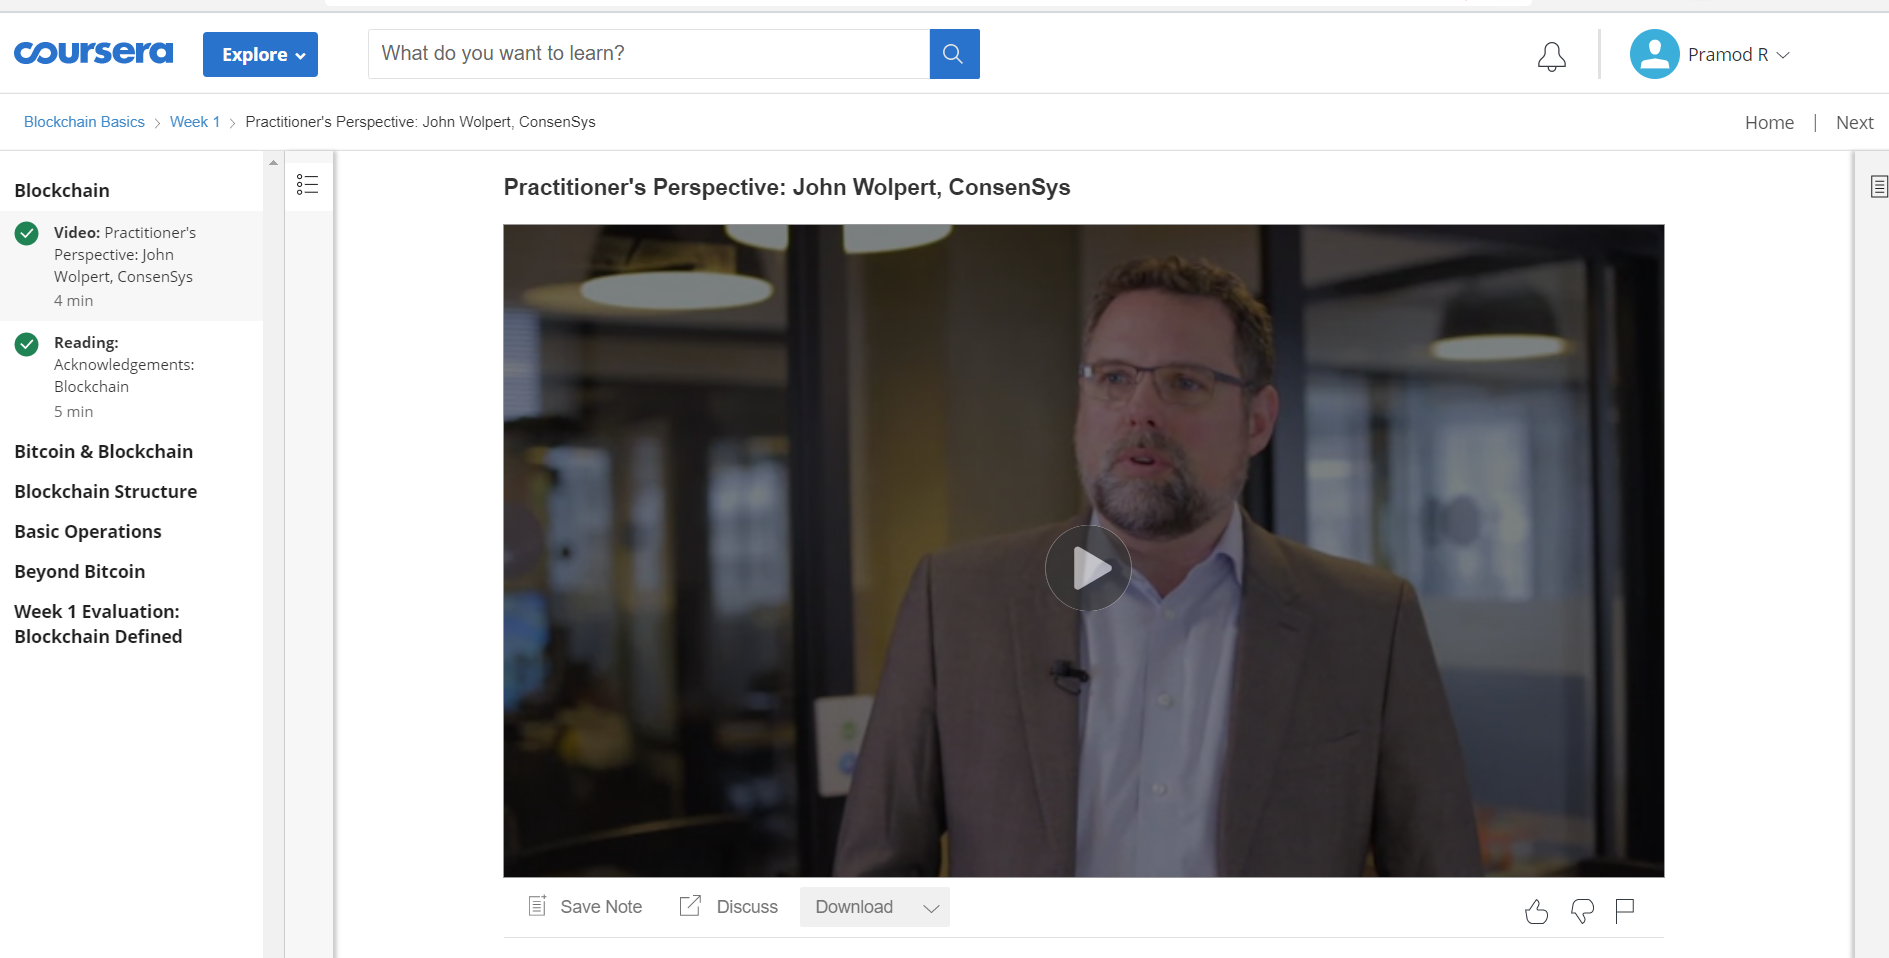 coursera
Explore
What do you want to learn?
Pramod R
Blockchain Basics > Week 1 > Practitioner's Perspective: John Wolpert, ConsenSys
Home | Next
Blockchain
Video: Practitioner's
Perspective: John
Wolpert, ConsenSys
4 min
Reading:
Acknowledgements:
Blockchain
5 min
Bitcoin & Blockchain
Blockchain Structure
Basic Operations
Beyond Bitcoin
Week 1 Evaluation:
Blockchain Defined
Practitioner's Perspective: John Wolpert, ConsenSys
Save Note
Discuss
Download